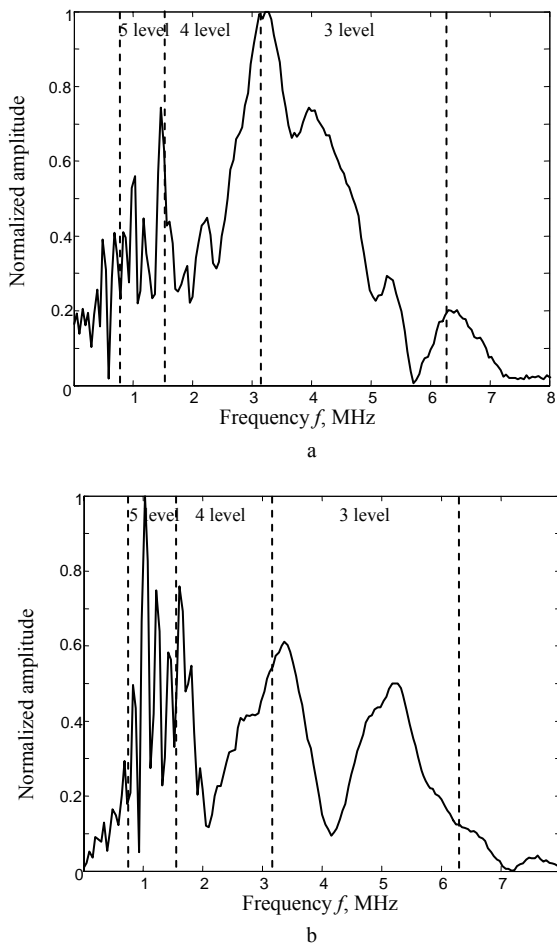 1
5 level 4 level 3 level
0.8
0.6
0.4
0.2
0
Normalized amplitude
1 2 3 4 5 6 7 8
Frequency f, MHz
a
1
5 level 4 level 3 level
0.8
0.6
0.4
0.2
0
Normalized amplitude
1 2 3 4 5 6 7
Frequency f, MHz
b